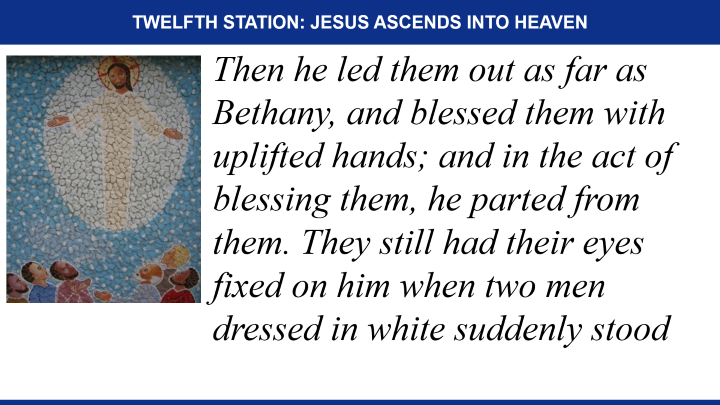 TWELFTH STATION: JESUS ASCENDS INTO HEAVEN
Then he led them out as far as
Bethany, and blessed them with
uplifted hands; and in the act of
blessing them, he parted from
them. They still had their eyes
fixed on him when two men
dressed in white suddenly stood